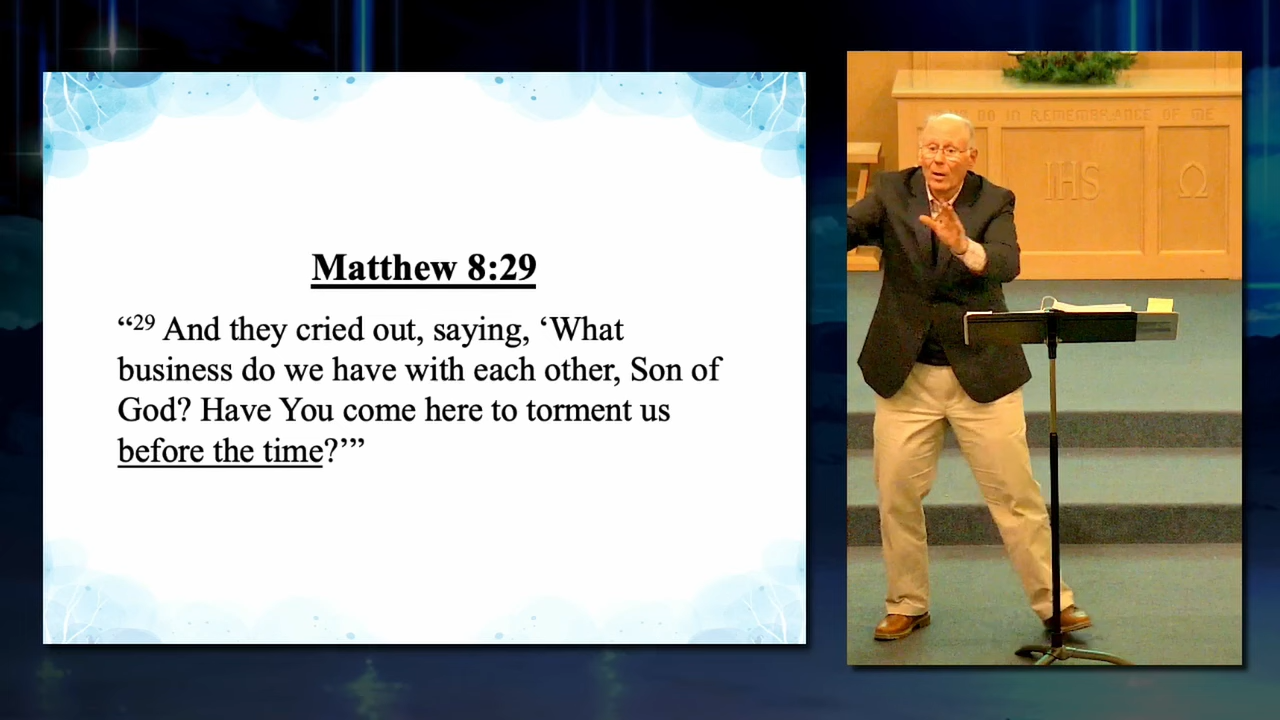 Matthew 8:29
“29 And they cried out, saying, ‘What
business do we have with each other, Son of
God? Have You come here to torment us
before the time?’”
DO IN REMEMBRANCE OF ME
IHS
Ω